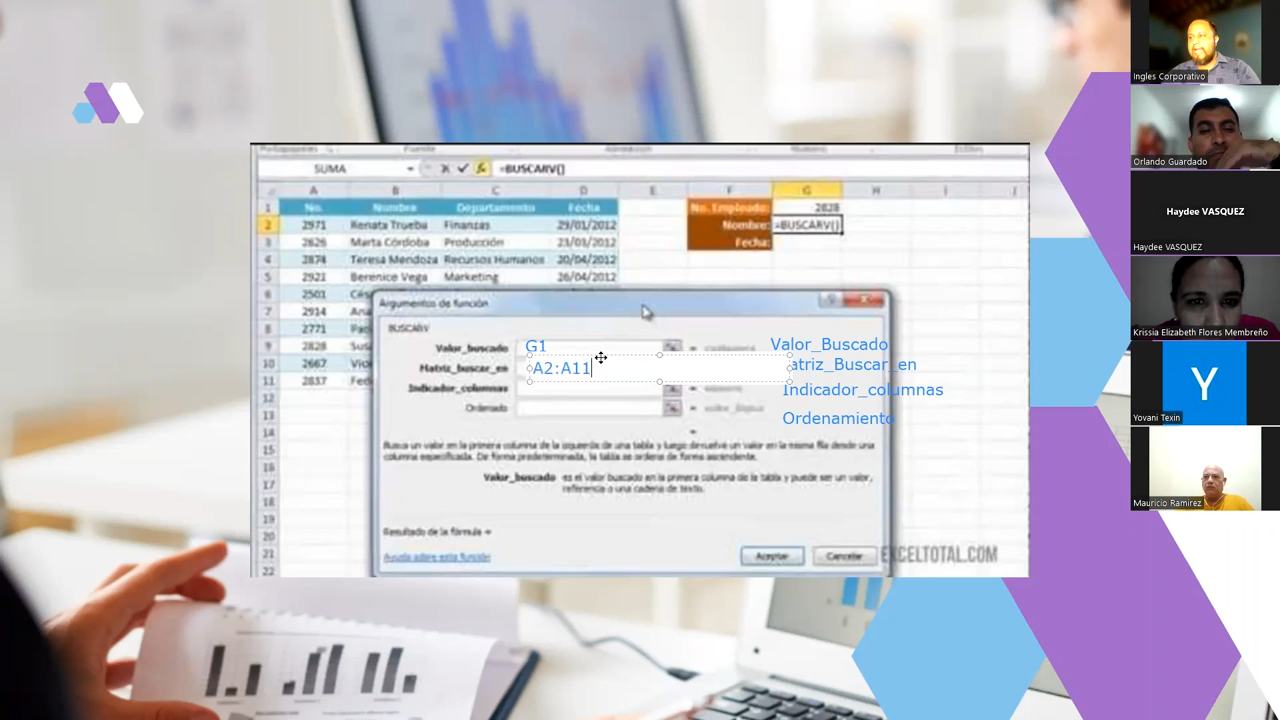 SUMA =BUSCARV()
A B C D E F G H I J
1 No. Nombre Departamento Fecha No. Empleado: 2828
2 2971 Renata Trueba Finanzas 29/01/2012 Nombre: =BUSCARV()
3 2626 Marta Córdoba Producción 23/03/2012 Fecha:
4 2874 Teresa Mendoza Recursos Humanos 20/04/2012
5 2921 Berenice Vega Marketing 26/04/2012
6 2501
7 2914 Ana
8 2771
9 2828
10 2667
11 2837
12
13
14
15
16
17
18
19
20
21
22
Argumentos de función
BUSCARV
Valor_buscado G1 =
Matriz_buscar_en A2:A11
Indicador_columnas =
Ordenado =
=
Valor_Buscado
atriz_Buscar_en
Indicador_columnas
Ordenamiento
Busca un valor en la primera columna de la izquierda de una tabla y luego devuelve un valor en la misma fila desde una
columna especificada. De forma predeterminada, la tabla se ordena de forma ascendente.
Valor_buscado es el valor buscado en la primera columna de la tabla y puede ser un valor,
referencia o una cadena de texto.
Resultado de la fórmula =
Ayuda sobre esta función Aceptar Cancelar
EXCELTOTAL.COM
Ingles Corporativo
Orlando Guardado
Haydee VASQUEZ
Haydee VASQUEZ
Krissia Elizabeth Flores Membreño
Y
Yovani Texin
Mauricio Ramirez